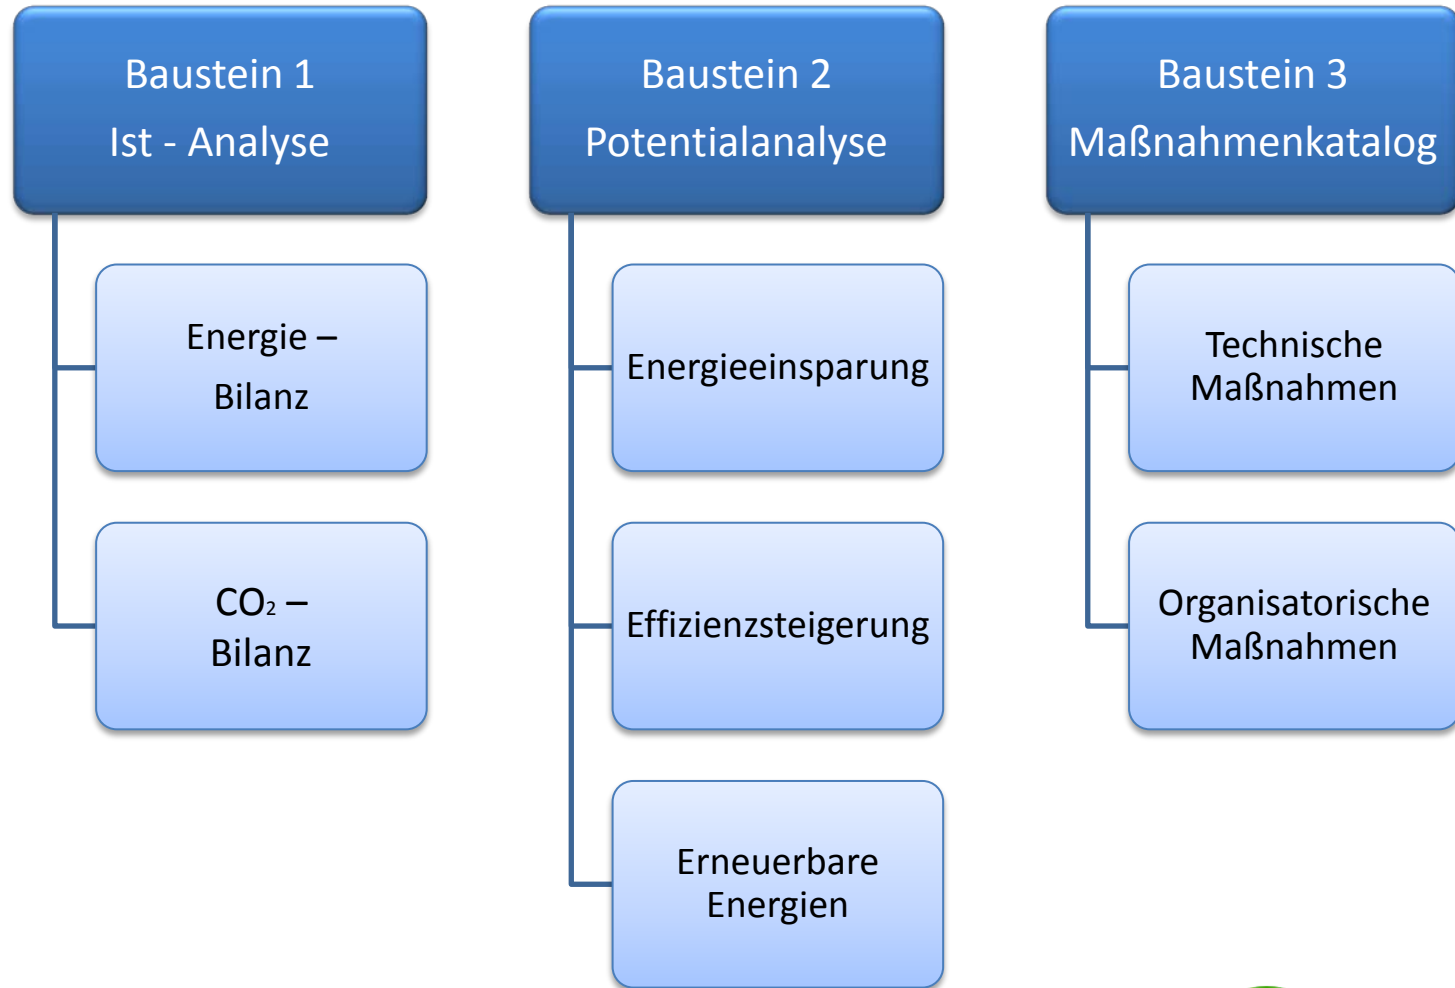 Baustein 1
Ist - Analyse
Energie –
Bilanz
CO₂ –
Bilanz
Baustein 2
Potentialanalyse
Energieeinsparung
Effizienzsteigerung
Erneuerbare
Energien
Baustein 3
Maßnahmenkatalog
Technische
Maßnahmen
Organisatorische
Maßnahmen